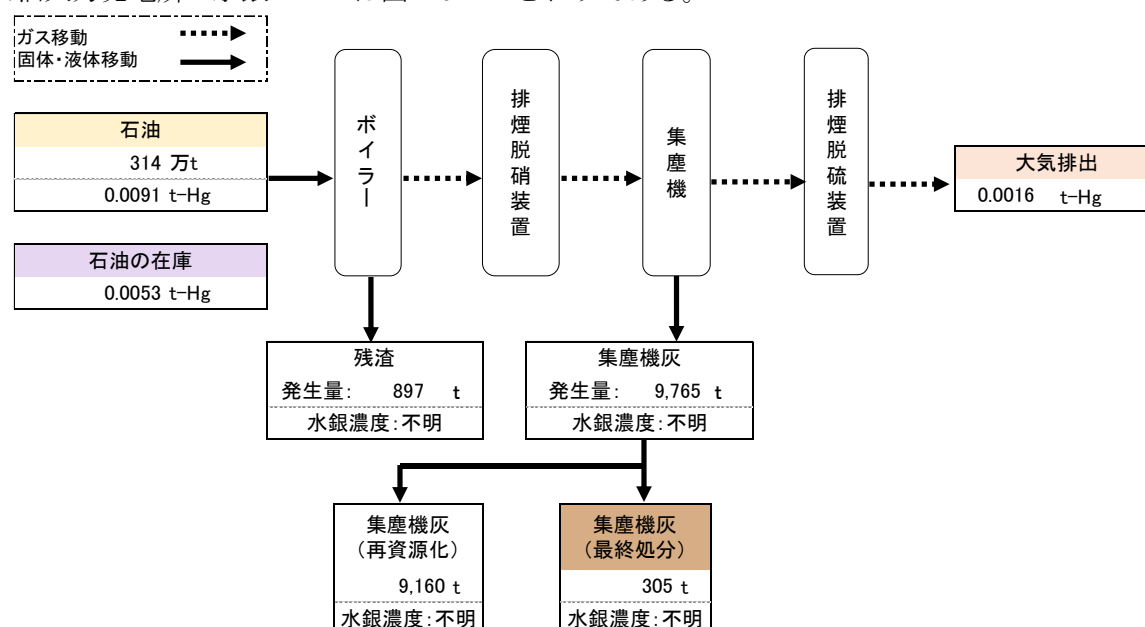 ガス移動
固体・液体移動
石油
314 万t
0.0091 t-Hg
石油の在庫
0.0053 t-Hg
ボイラー
排煙脱硝装置
集塵機
排煙脱硫装置
大気排出
0.0016 t-Hg
残渣
発生量: 897 t
水銀濃度:不明
集塵機灰
発生量: 9,765 t
水銀濃度:不明
集塵機灰
(再資源化)
9,160 t
水銀濃度:不明
集塵機灰
(最終処分)
305 t
水銀濃度:不明